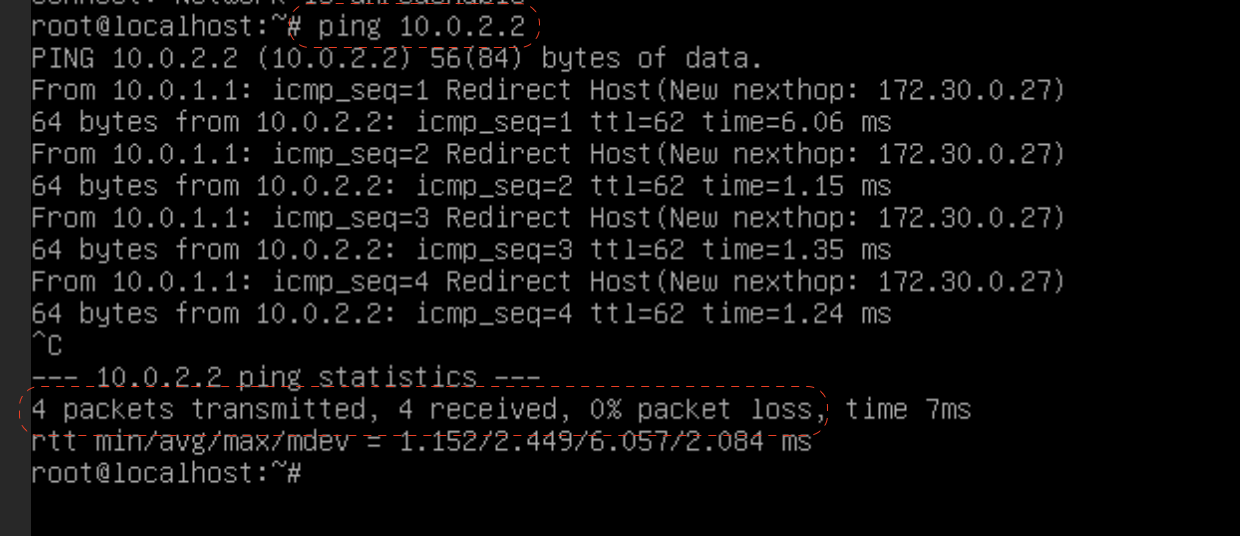 connect: Network is unreachable
root@localhost:~# ping 10.0.2.2
PING 10.0.2.2 (10.0.2.2) 56(84) bytes of data.
From 10.0.1.1: icmp_seq=1 Redirect Host(New nexthop: 172.30.0.27)
64 bytes from 10.0.2.2: icmp_seq=1 ttl=62 time=6.06 ms
From 10.0.1.1: icmp_seq=2 Redirect Host(New nexthop: 172.30.0.27)
64 bytes from 10.0.2.2: icmp_seq=2 ttl=62 time=1.15 ms
From 10.0.1.1: icmp_seq=3 Redirect Host(New nexthop: 172.30.0.27)
64 bytes from 10.0.2.2: icmp_seq=3 ttl=62 time=1.35 ms
From 10.0.1.1: icmp_seq=4 Redirect Host(New nexthop: 172.30.0.27)
64 bytes from 10.0.2.2: icmp_seq=4 ttl=62 time=1.24 ms
^C
--- 10.0.2.2 ping statistics ---
4 packets transmitted, 4 received, 0% packet loss, time 7ms
rtt min/avg/max/mdev = 1.152/2.449/6.057/2.084 ms
root@localhost:~#